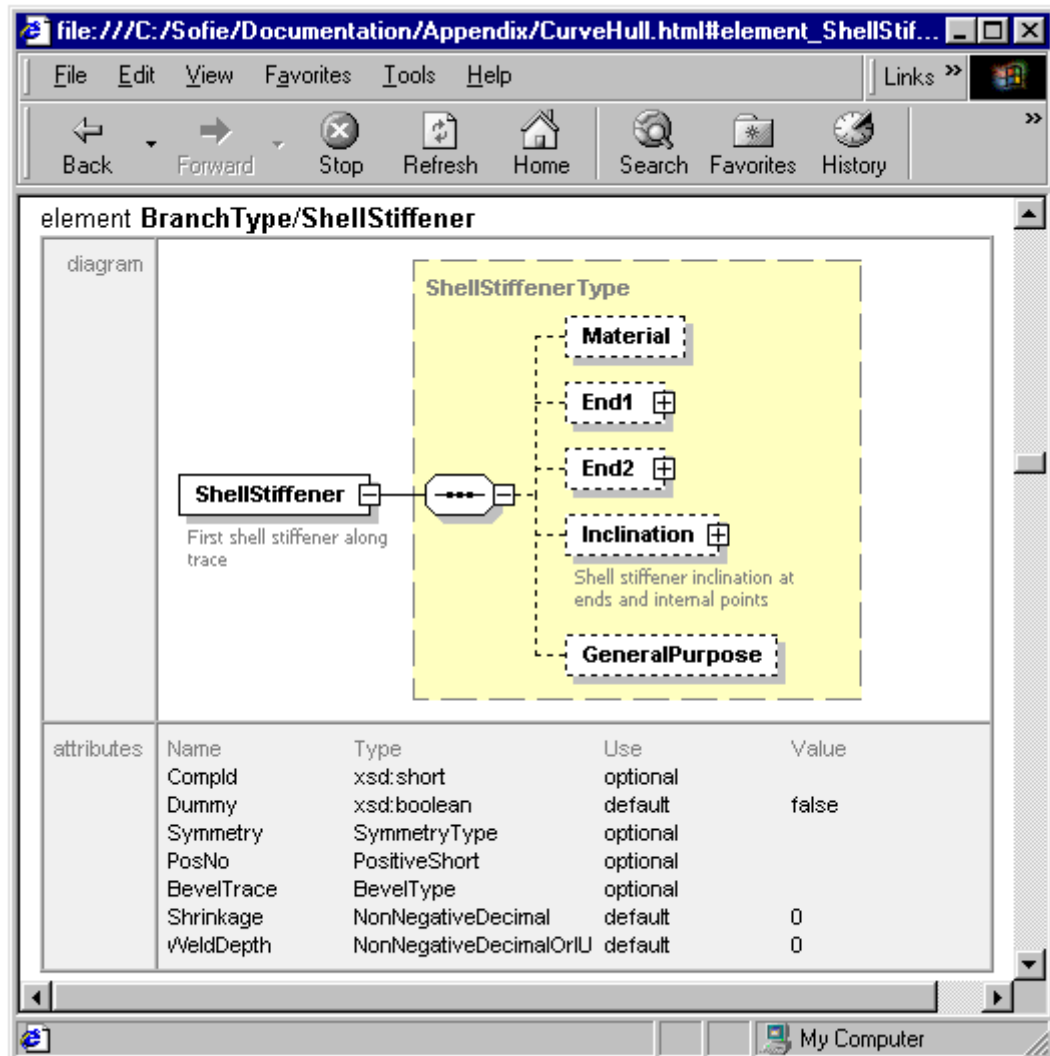 file:///C:/Sofie/Documentation/Appendix/CurveHull.html#element_ShellStif...
File Edit View Favorites Tools Help Links »
Back Forward Stop Refresh Home Search Favorites History »
element BranchType/ShellStiffener
diagram
ShellStiffenerType
Material
End1
End2
ShellStiffener
First shell stiffener along
trace
Inclination
Shell stiffener inclination at
ends and internal points
GeneralPurpose
attributes Name Type Use Value
CompId xsd:short optional
Dummy xsd:boolean default false
Symmetry SymmetryType optional
PosNo PositiveShort optional
BevelTrace BevelType optional
Shrinkage NonNegativeDecimal default 0
WeldDepth NonNegativeDecimalOrIU default 0
My Computer